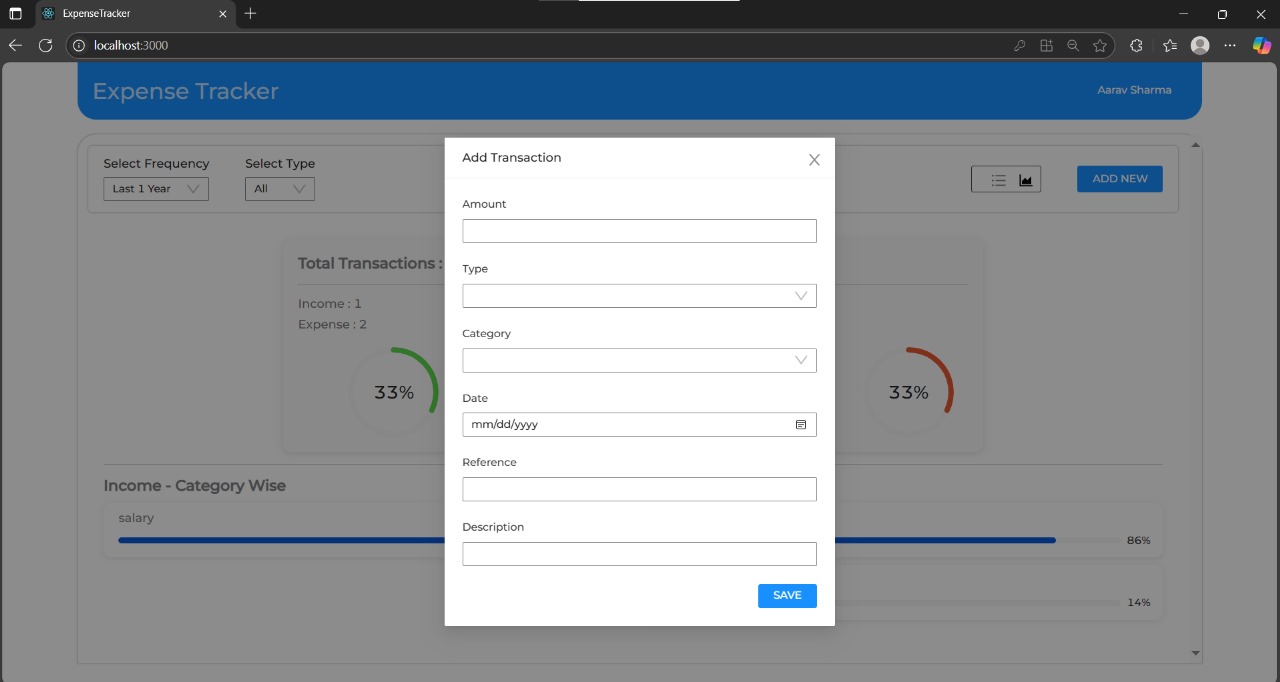 ExpenseTracker
localhost:3000
Expense Tracker
Aarav Sharma
Select Frequency
Select Type
Last 1 Year
All
ADD NEW
Total Transactions :
Income : 1
Expense : 2
33%
33%
Income - Category Wise
salary
86%
14%
Add Transaction
Amount
Type
Category
Date
mm/dd/yyyy
Reference
Description
SAVE